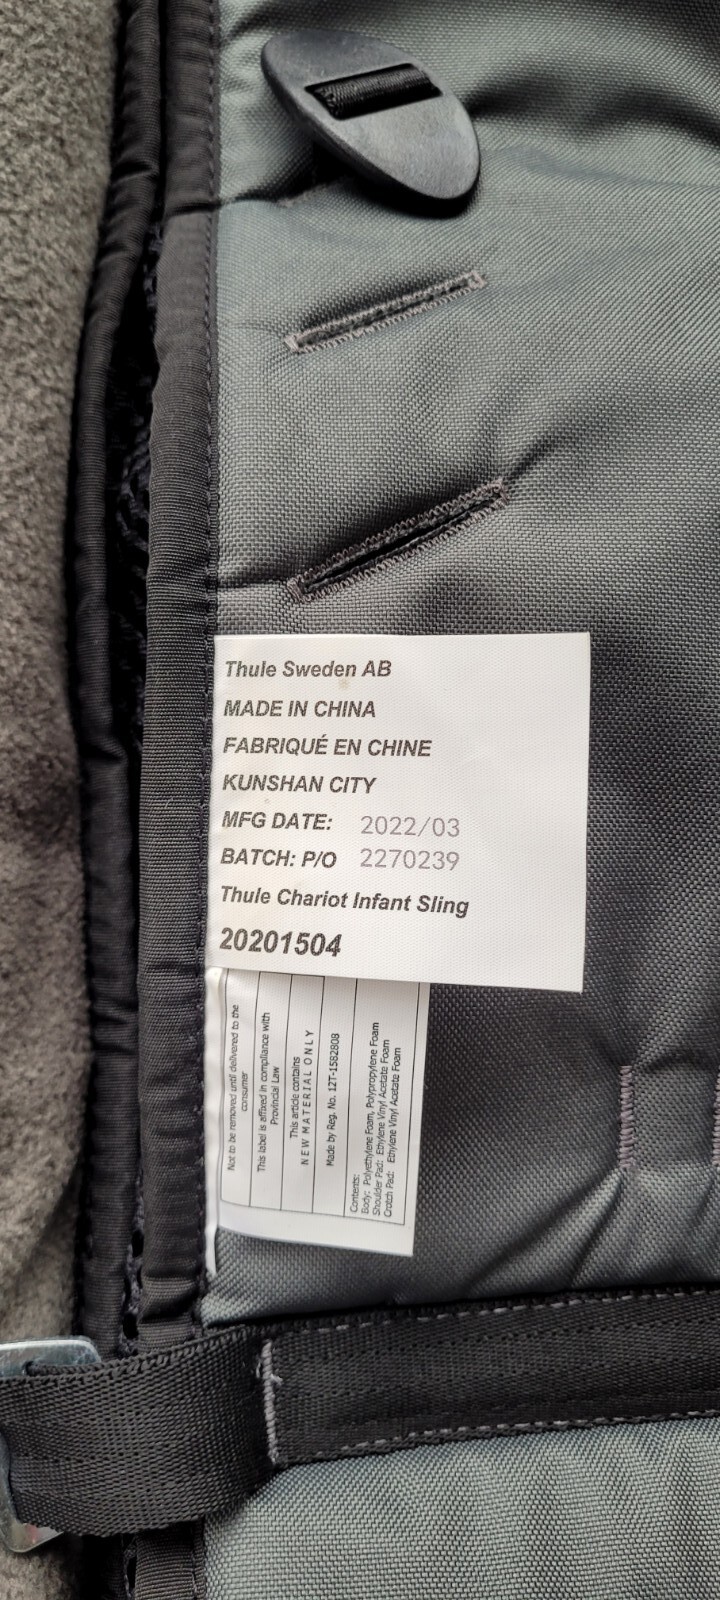 Thule Sweden AB
MADE IN CHINA
FABRIQUÉ EN CHINE
KUNSHAN CITY
MFG DATE: 2022/03
BATCH: P/O 2270239
Thule Chariot Infant Sling
20201504
Not to be removed until delivered to the
consumer
This label is affixed in compliance with
Provincial Law
This article contains
NEW MATERIAL ONLY
Made by Reg. No. 12T-1582808
Contents:
Body: Polyethylene Foam, Polypropylene Foam
Shoulder Pad: Ethylene Vinyl Acetate Foam
Crotch Pad: Ethylene Vinyl Acetate Foam